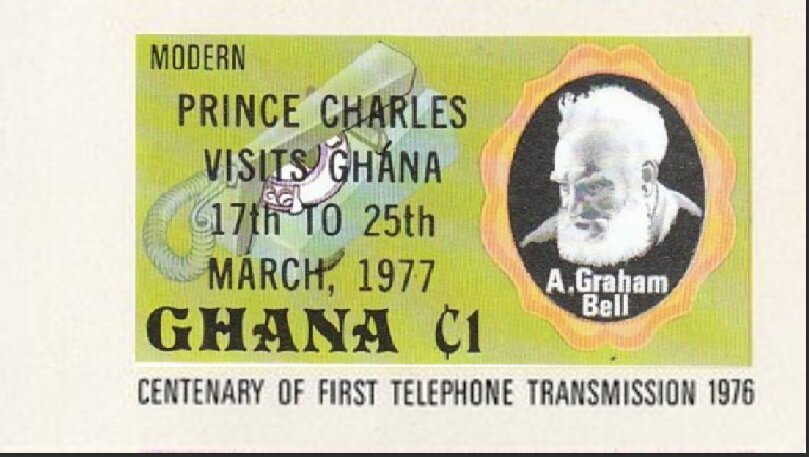 MODERN
PRINCE CHARLES
VISITS GHANA
17th TO 25th
MARCH, 1977
GHANA ₵1
A.Graham
Bell
CENTENARY OF FIRST TELEPHONE TRANSMISSION 1976